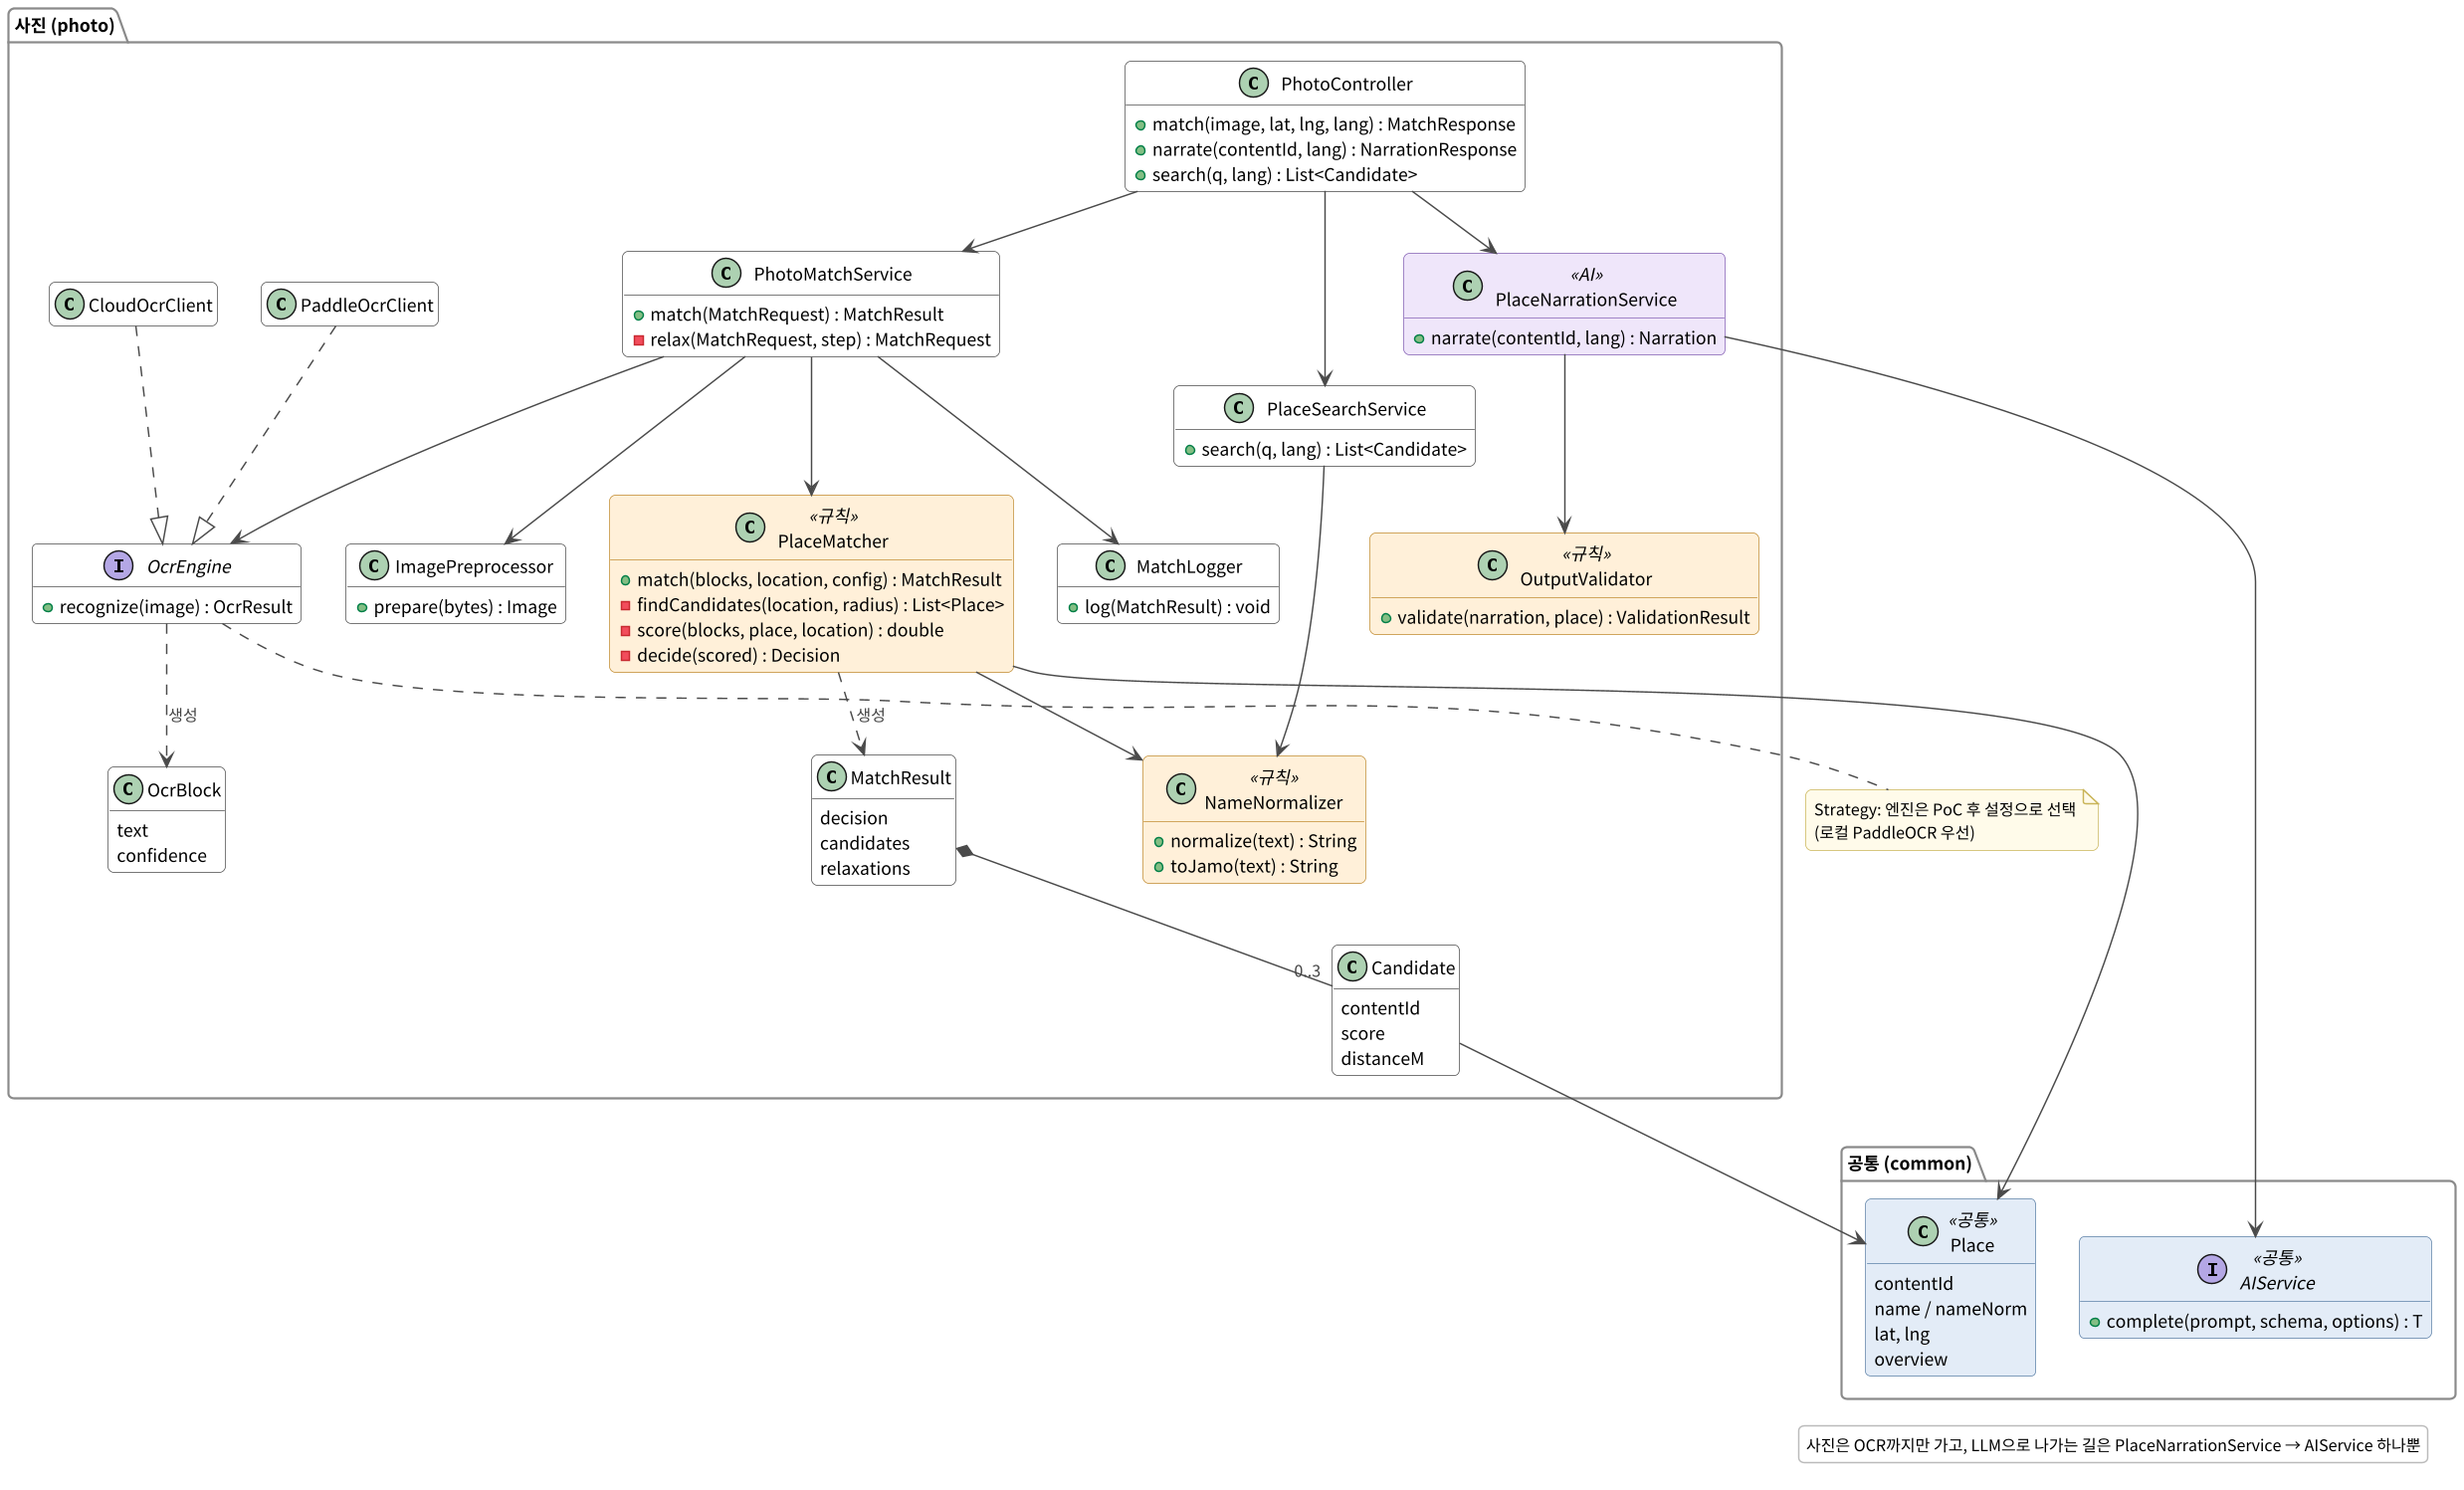 사진 (photo)
C PhotoController
match(image, lat, lng, lang) : MatchResponse
narrate(contentId, lang) : NarrationResponse
search(q, lang) : List<Candidate>
C PhotoMatchService
match(MatchRequest) : MatchResult
relax(MatchRequest, step) : MatchRequest
«AI»
C PlaceNarrationService
narrate(contentId, lang) : Narration
C CloudOcrClient
C PaddleOcrClient
C PlaceSearchService
search(q, lang) : List<Candidate>
I OcrEngine
recognize(image) : OcrResult
C ImagePreprocessor
prepare(bytes) : Image
«규칙»
C PlaceMatcher
match(blocks, location, config) : MatchResult
findCandidates(location, radius) : List<Place>
score(blocks, place, location) : double
decide(scored) : Decision
C MatchLogger
log(MatchResult) : void
«규칙»
C OutputValidator
validate(narration, place) : ValidationResult
생성
생성
C OcrBlock
text
confidence
C MatchResult
decision
candidates
relaxations
«규칙»
C NameNormalizer
normalize(text) : String
toJamo(text) : String
Strategy: 엔진은 PoC 후 설정으로 선택
(로컬 PaddleOCR 우선)
0..3
C Candidate
contentId
score
distanceM
공통 (common)
«공통»
C Place
contentId
name / nameNorm
lat, lng
overview
«공통»
I AIService
complete(prompt, schema, options) : T
사진은 OCR까지만 가고, LLM으로 나가는 길은 PlaceNarrationService → AIService 하나뿐